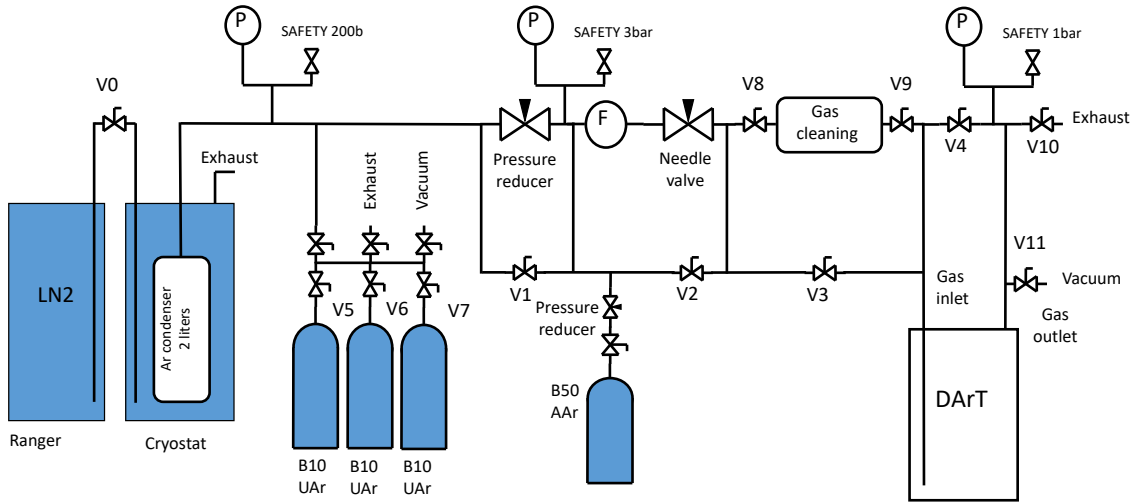 P
SAFETY 200b
P
SAFETY 3bar
P
SAFETY 1bar
V0
V8
V9
F
Gas
cleaning
Exhaust
V4
V10
Exhaust
Pressure
reducer
Needle
valve
Exhaust
Vacuum
V11
LN2
Ar condenser
2 liters
V1
V2
V3
Gas
inlet
Vacuum
Gas
outlet
V5
V6
V7
Pressure
reducer
B50
AAr
DArT
Ranger
Cryostat
B10
UAr
B10
UAr
B10
UAr